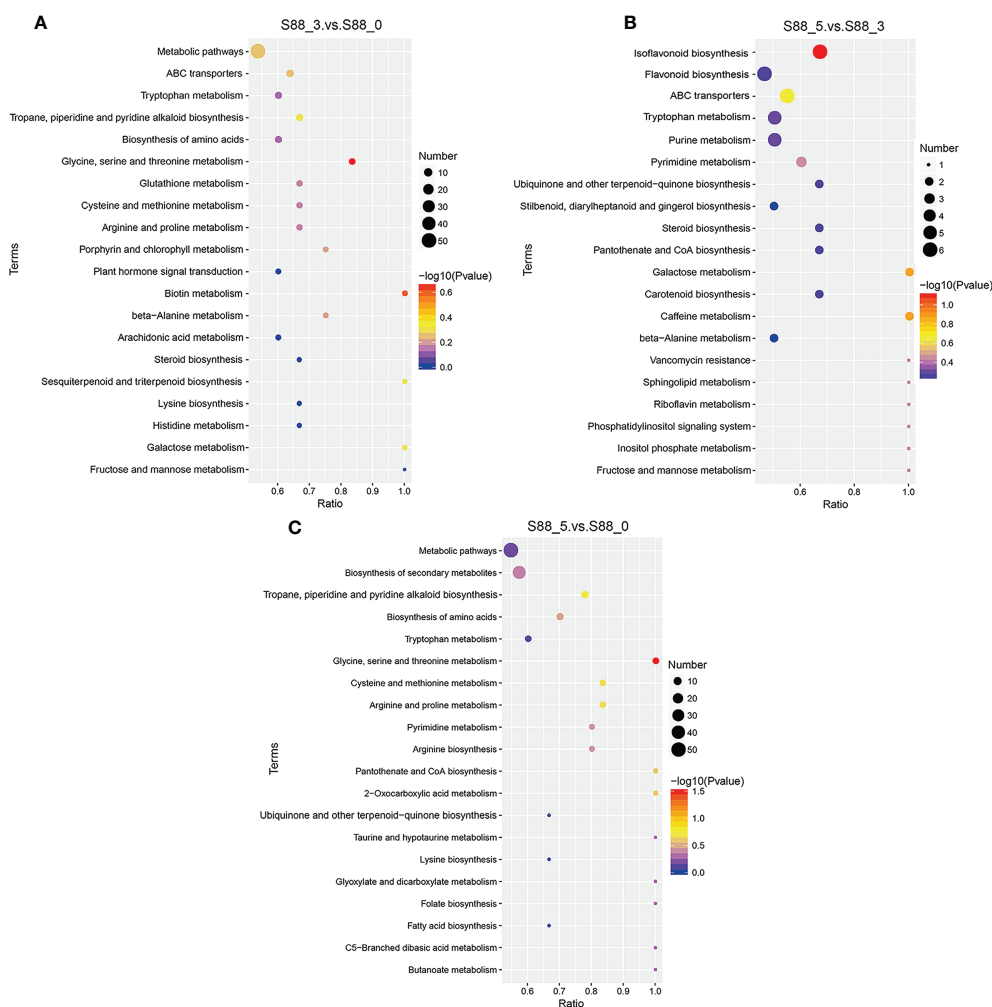 A
S88_3.vs.S88_0
Metabolic pathways
ABC transporters
Tryptophan metabolism
Tropane, piperidine and pyridine alkaloid biosynthesis
Biosynthesis of amino acids
Glycine, serine and threonine metabolism
Glutathione metabolism
Cysteine and methionine metabolism
Arginine and proline metabolism
Porphyrin and chlorophyll metabolism
Plant hormone signal transduction
Biotin metabolism
beta−Alanine metabolism
Arachidonic acid metabolism
Steroid biosynthesis
Sesquiterpenoid and triterpenoid biosynthesis
Lysine biosynthesis
Histidine metabolism
Galactose metabolism
Fructose and mannose metabolism
Terms
0.6 0.7 0.8 0.9 1.0
Ratio
Number
10
20
30
40
50
−log10(Pvalue)
0.6
0.4
0.2
0.0
B
S88_5.vs.S88_3
Isoflavonoid biosynthesis
Flavonoid biosynthesis
ABC transporters
Tryptophan metabolism
Purine metabolism
Pyrimidine metabolism
Ubiquinone and other terpenoid−quinone biosynthesis
Stilbenoid, diarylheptanoid and gingerol biosynthesis
Steroid biosynthesis
Pantothenate and CoA biosynthesis
Galactose metabolism
Carotenoid biosynthesis
Caffeine metabolism
beta−Alanine metabolism
Vancomycin resistance
Sphingolipid metabolism
Riboflavin metabolism
Phosphatidylinositol signaling system
Inositol phosphate metabolism
Fructose and mannose metabolism
Terms
0.6 0.8 1.0
Ratio
Number
1
2
3
4
5
6
−log10(Pvalue)
1.0
0.8
0.6
0.4
C
S88_5.vs.S88_0
Metabolic pathways
Biosynthesis of secondary metabolites
Tropane, piperidine and pyridine alkaloid biosynthesis
Biosynthesis of amino acids
Tryptophan metabolism
Glycine, serine and threonine metabolism
Cysteine and methionine metabolism
Arginine and proline metabolism
Pyrimidine metabolism
Arginine biosynthesis
Pantothenate and CoA biosynthesis
2−Oxocarboxylic acid metabolism
Ubiquinone and other terpenoid−quinone biosynthesis
Taurine and hypotaurine metabolism
Lysine biosynthesis
Glyoxylate and dicarboxylate metabolism
Folate biosynthesis
Fatty acid biosynthesis
C5−Branched dibasic acid metabolism
Butanoate metabolism
Terms
0.6 0.7 0.8 0.9 1.0
Ratio
Number
10
20
30
40
50
−log10(Pvalue)
1.5
1.0
0.5
0.0